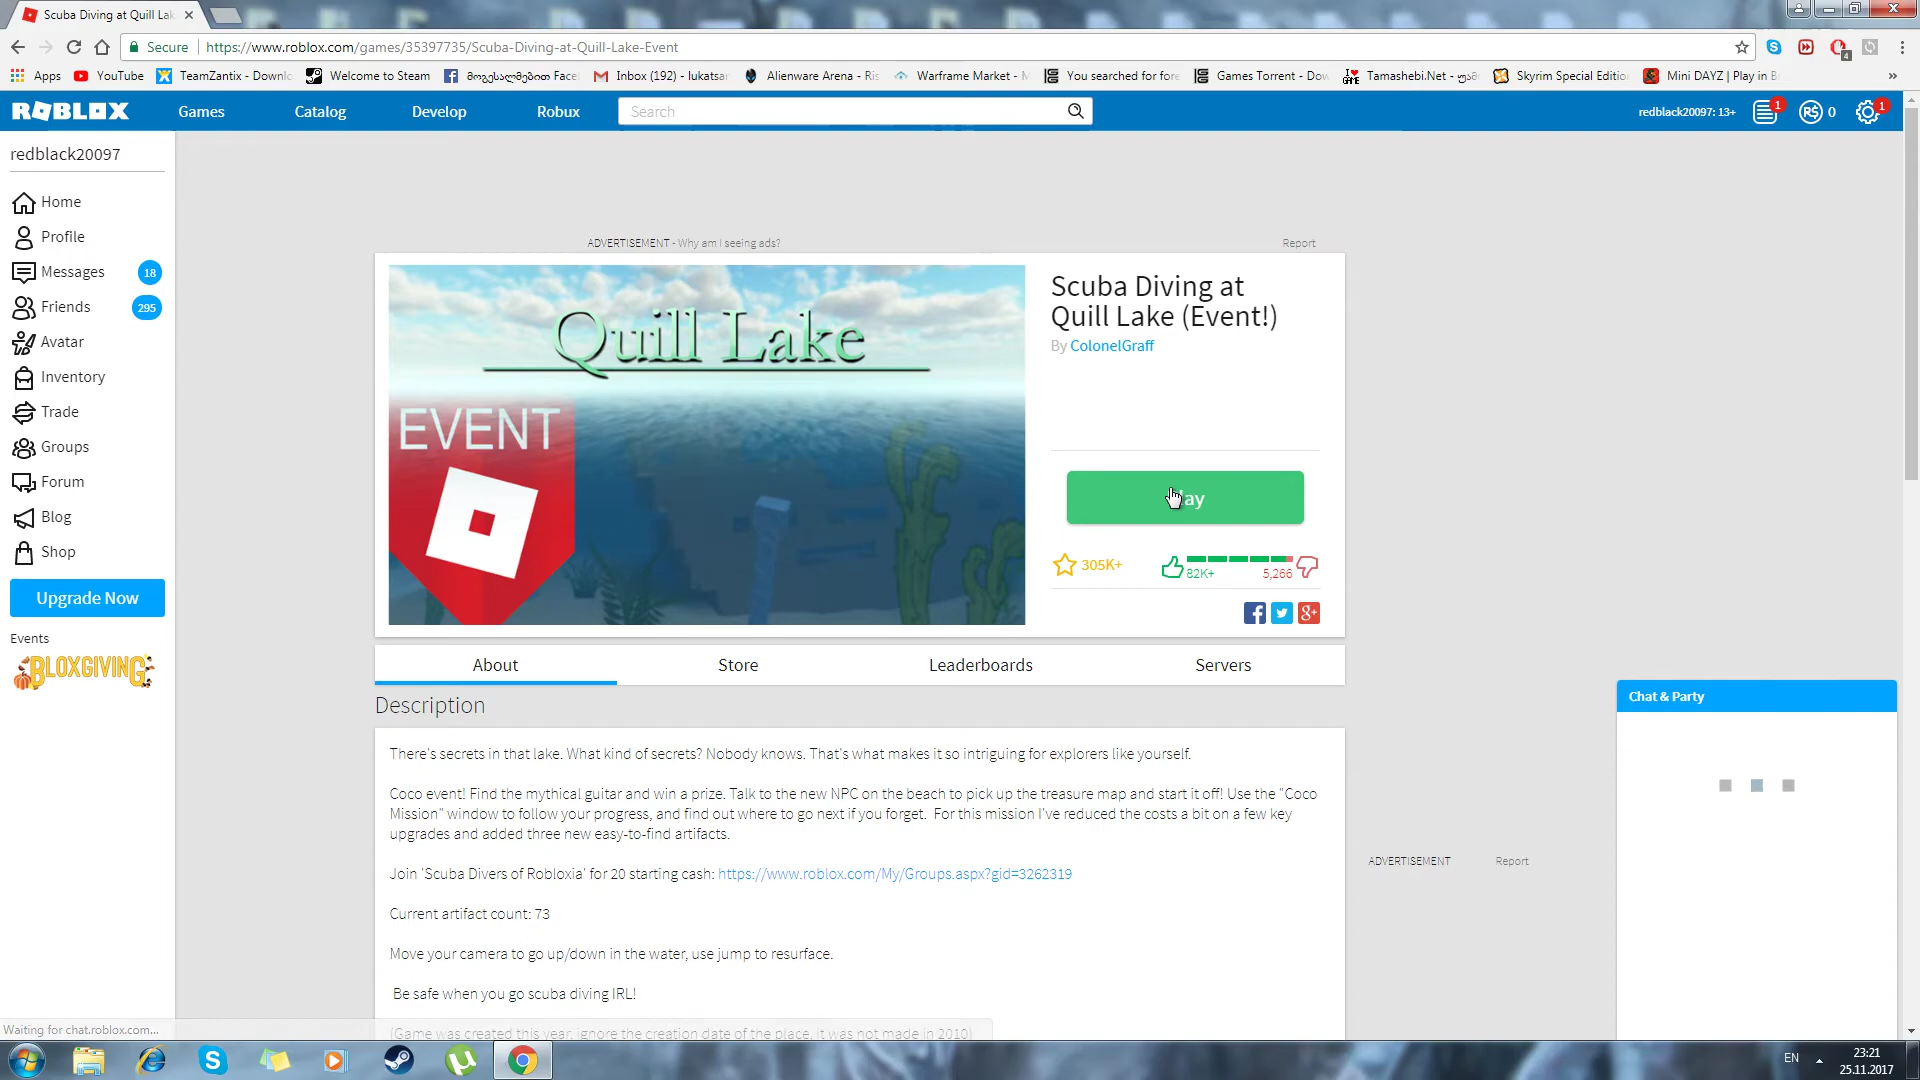 Scuba Diving at Quill Lak
Secure
https://www.roblox.com/games/35397735/Scuba-Diving-at-Quill-Lake-Event
4
Apps
YouTube
TeamZantix - Downlo
Welcome to Steam
მოგესალმებით Face
Inbox (192) - lukatsar
Alienware Arena - Ris
Warframe Market - M
You searched for fore
Games Torrent - Dow
Tamashebi.Net - უამ
Skyrim Special Editio
Mini DAYZ | Play in B
»
ROBLOX
Games
Catalog
Develop
Robux
Search
redblack20097: 13+
1
R$
0
1
redblack20097
Home
Profile
Messages
18
Friends
295
Avatar
Inventory
Trade
Groups
Forum
Blog
Shop
Upgrade Now
Events
BLOXGIVING
ADVERTISEMENT - Why am I seeing ads?
Report
Quill Lake
EVENT
Scuba Diving at
Quill Lake (Event!)
By ColonelGraff
305K+
82K+
5,266
f
g+
About
Store
Leaderboards
Servers
Description
There's secrets in that lake. What kind of secrets? Nobody knows. That's what makes it so intriguing for explorers like yourself.
Coco event! Find the mythical guitar and win a prize. Talk to the new NPC on the beach to pick up the treasure map and start it off! Use the "Coco
Mission" window to follow your progress, and find out where to go next if you forget. For this mission I've reduced the costs a bit on a few key
upgrades and added three new easy-to-find artifacts.
Join 'Scuba Divers of Robloxia' for 20 starting cash: https://www.roblox.com/My/Groups.aspx?gid=3262319
Current artifact count: 73
Move your camera to go up/down in the water, use jump to resurface.
Be safe when you go scuba diving IRL!
(Game was created this year, ignore the creation date of the place, it was not made in 2010)
ADVERTISEMENT
Report
Chat & Party
Waiting for chat.roblox.com...
EN
23:21
25.11.2017